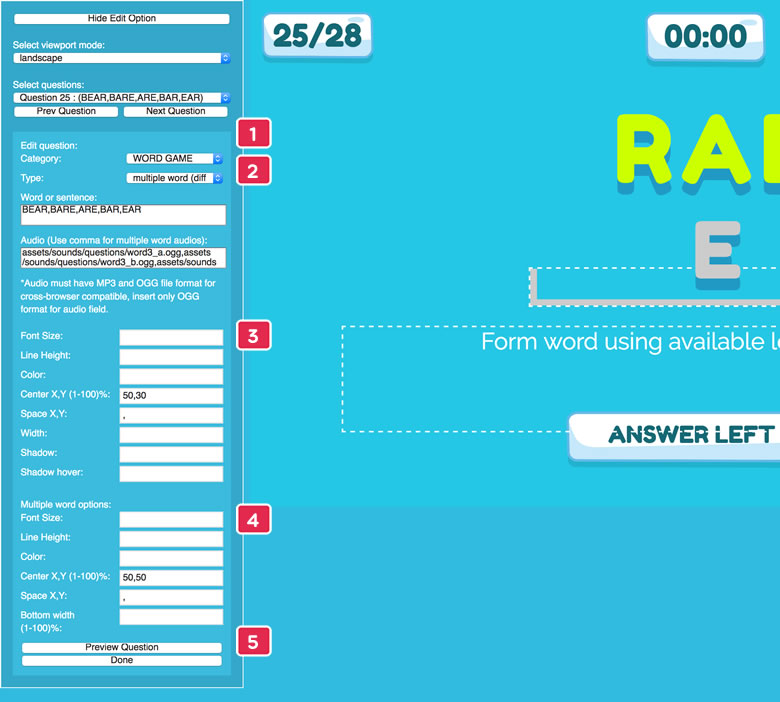 Hide Edit Option
Select viewport mode:
landscape
Select questions:
Question 25 : (BEAR,BARE,ARE,BAR,EAR)
Prev Question Next Question
1
Edit question:
Category: WORD GAME
2
Type: multiple word (diff
Word or sentence:
BEAR,BARE,ARE,BAR,EAR
Audio (Use comma for multiple word audios):
assets/sounds/questions/word3_a.ogg,assets
/sounds/questions/word3_b.ogg,assets/sounds
*Audio must have MP3 and OGG file format for
cross-browser compatible, insert only OGG
format for audio field.
3
Font Size:
Line Height:
Color:
Center X,Y (1-100)%: 50,30
Space X,Y: ,
Width:
Shadow:
Shadow hover:
Multiple word options:
4
Font Size:
Line Height:
Color:
Center X,Y (1-100)%: 50,50
Space X,Y: ,
Bottom width
(1-100)%:
5
Preview Question
Done
25/28
00:00
RA
E
Form word using available
ANSWER LEFT